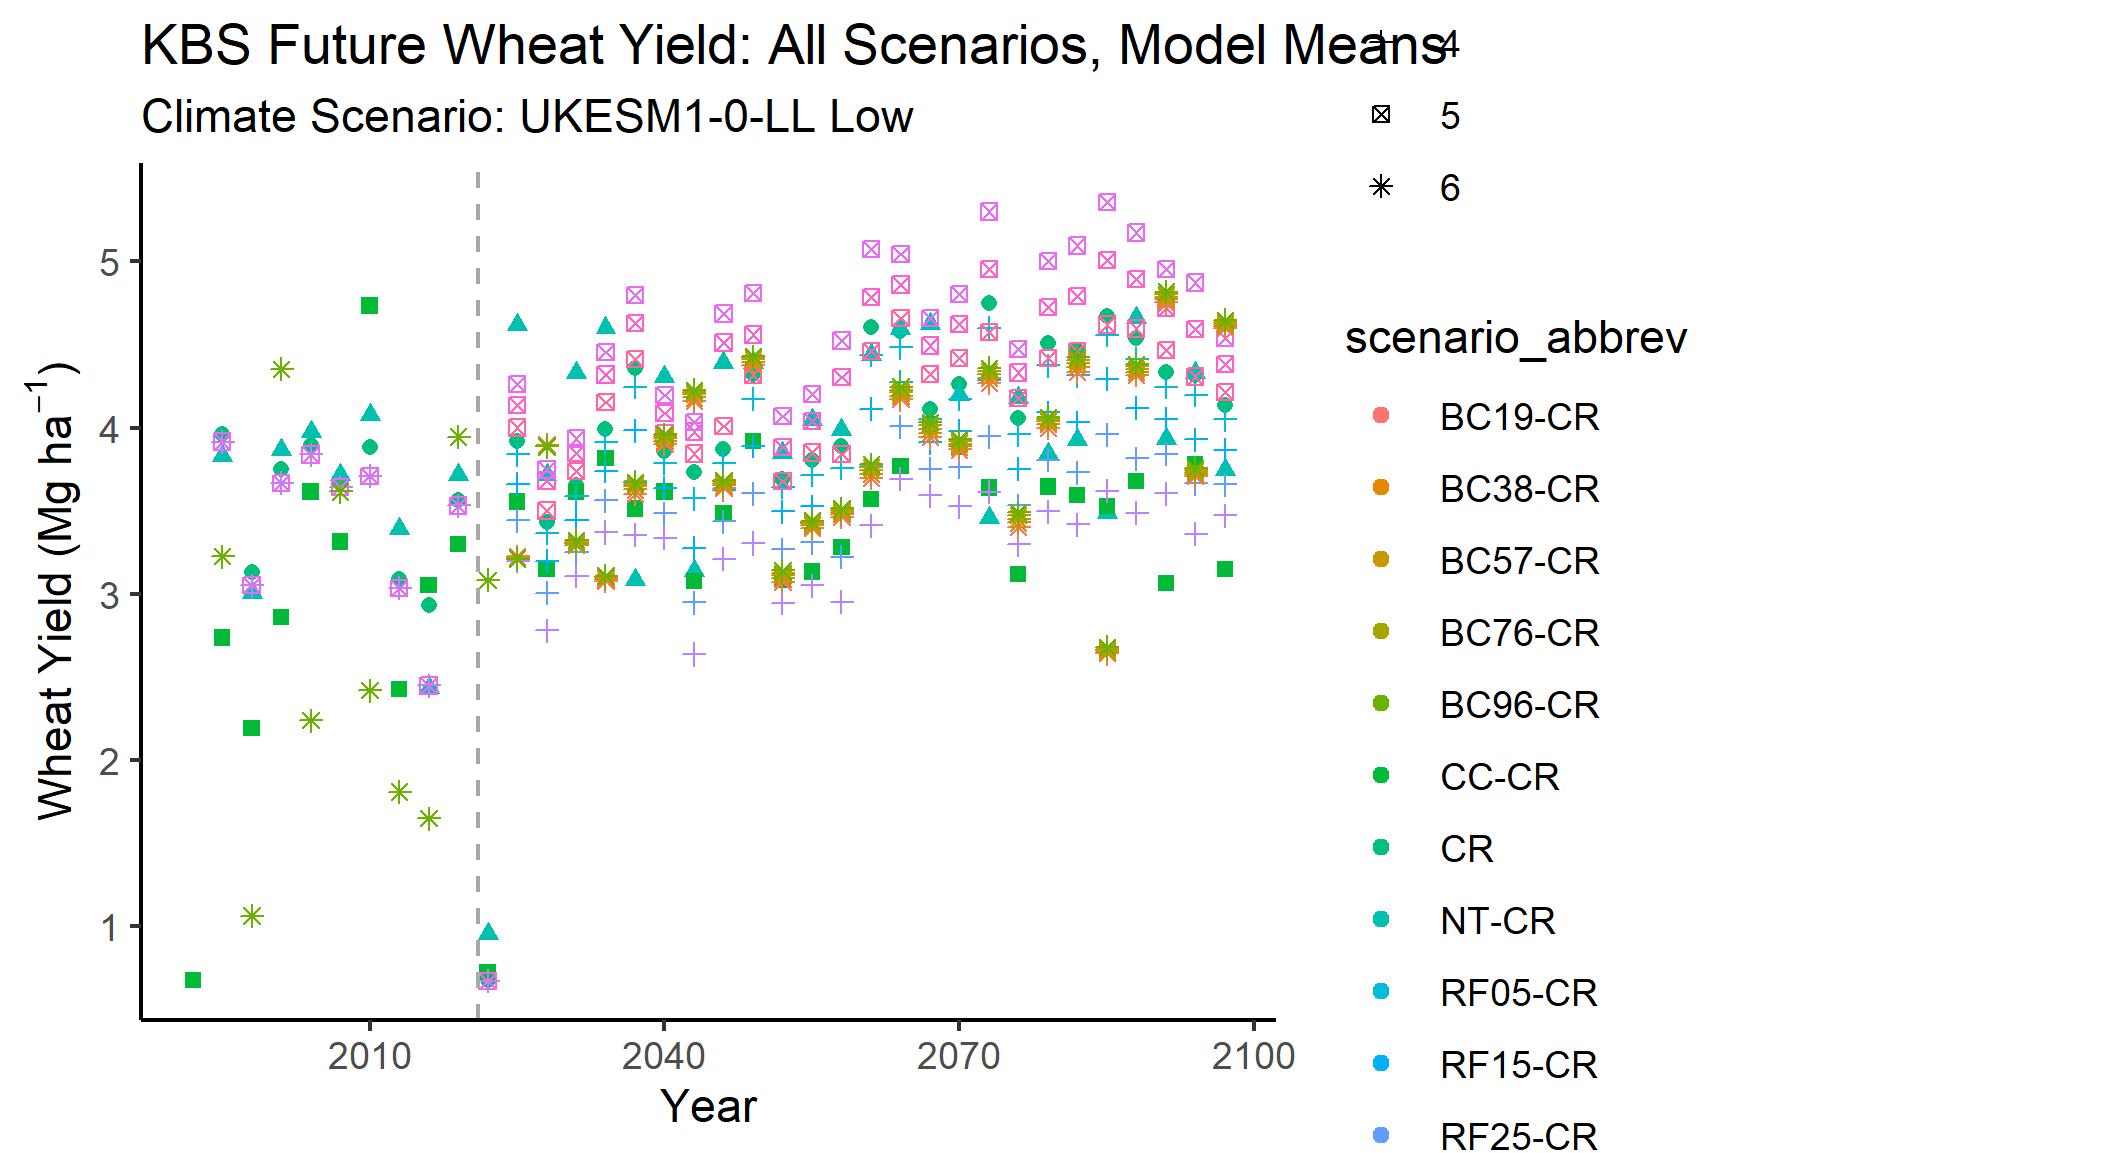 KBS Future Wheat Yield: All Scenarios, Model Means
Climate Scenario: UKESM1-0-LL Low
Wheat Yield (Mg ha⁻¹)
5
4
3
2
1
2010
2040
2070
2100
Year
4
5
6
scenario_abbrev
BC19-CR
BC38-CR
BC57-CR
BC76-CR
BC96-CR
CC-CR
CR
NT-CR
RF05-CR
RF15-CR
RF25-CR